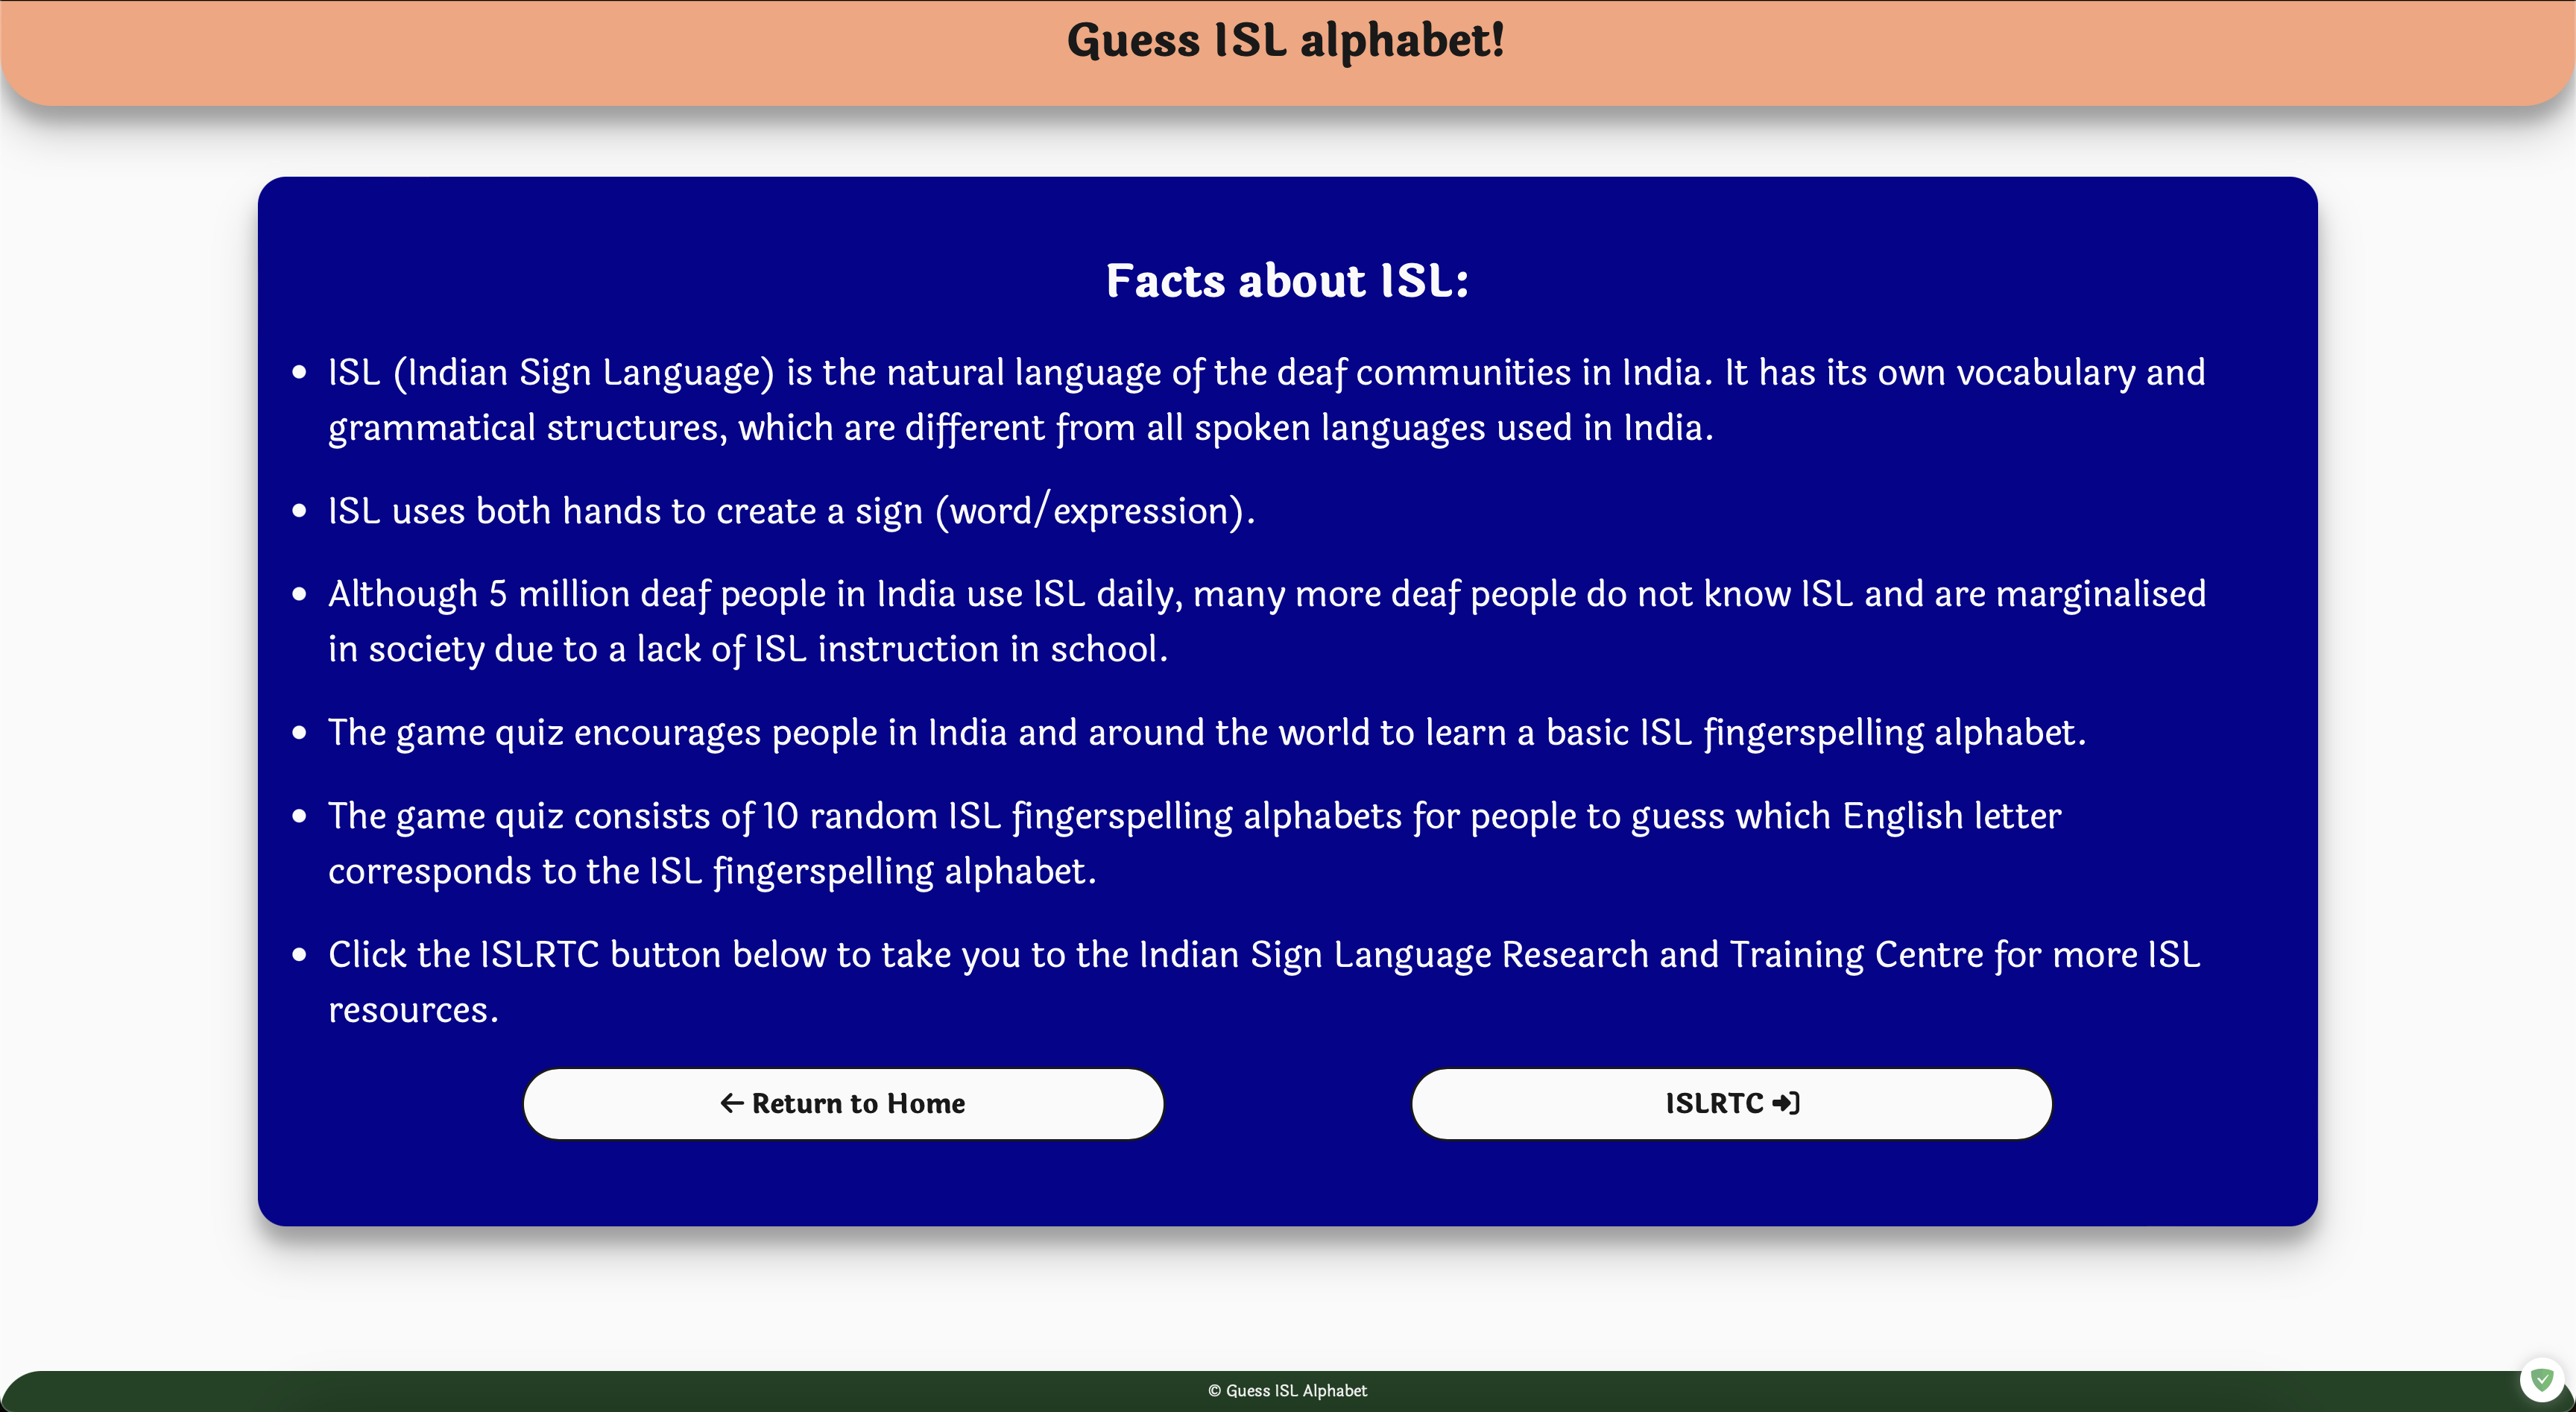 Guess ISL alphabet!
Facts about ISL:
ISL (Indian Sign Language) is the natural language of the deaf communities in India. It has its own vocabulary and
grammatical structures, which are different from all spoken languages used in India.
ISL uses both hands to create a sign (word/expression).
Although 5 million deaf people in India use ISL daily, many more deaf people do not know ISL and are marginalised
in society due to a lack of ISL instruction in school.
The game quiz encourages people in India and around the world to learn a basic ISL fingerspelling alphabet.
The game quiz consists of 10 random ISL fingerspelling alphabets for people to guess which English letter
corresponds to the ISL fingerspelling alphabet.
Click the ISLRTC button below to take you to the Indian Sign Language Research and Training Centre for more ISL
resources.
Return to Home
ISLRTC
© Guess ISL Alphabet